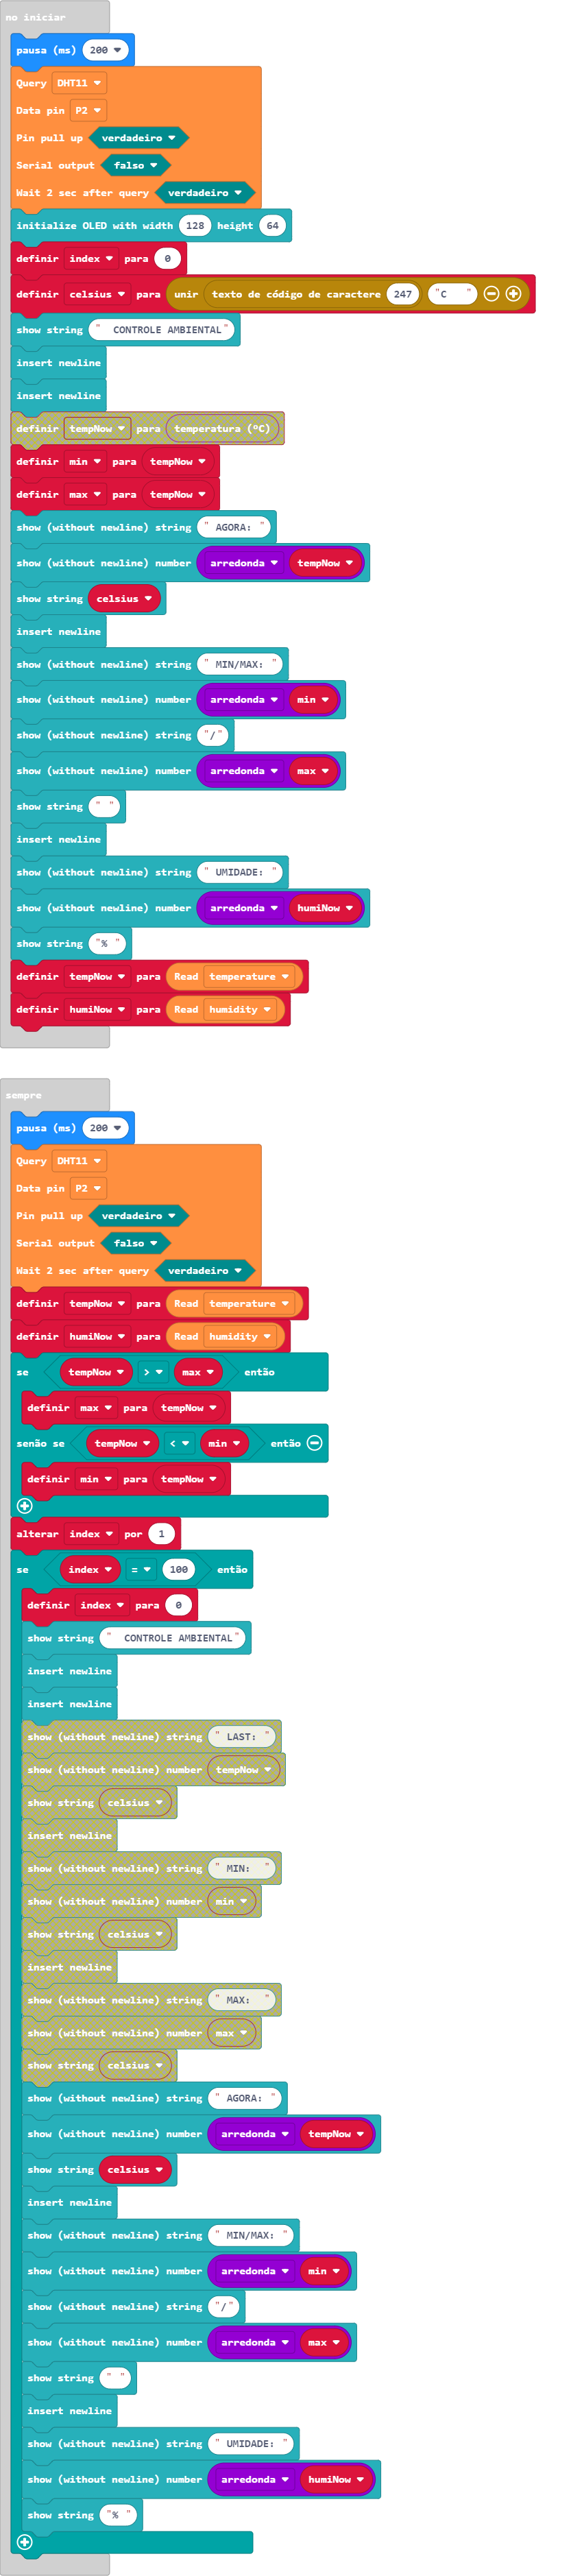 no iniciar
pausa (ms) 200
Query DHT11
Data pin P2
Pin pull up verdadeiro
Serial output falso
Wait 2 sec after query verdadeiro
initialize OLED with width 128 height 64
definir index para 0
definir celsius para unir texto de código de caractere 247 "C "
show string " CONTROLE AMBIENTAL"
insert newline
insert newline
definir tempNow para temperatura (ºC)
definir min para tempNow
definir max para tempNow
show (without newline) string " AGORA: "
show (without newline) number arredonda tempNow
show string celsius
insert newline
show (without newline) string " MIN/MAX: "
show (without newline) number arredonda min
show (without newline) string "/"
show (without newline) number arredonda max
show string " "
insert newline
show (without newline) string " UMIDADE: "
show (without newline) number arredonda humiNow
show string "% "
definir tempNow para Read temperature
definir humiNow para Read humidity
sempre
pausa (ms) 200
Query DHT11
Data pin P2
Pin pull up verdadeiro
Serial output falso
Wait 2 sec after query verdadeiro
definir tempNow para Read temperature
definir humiNow para Read humidity
se tempNow > max então
definir max para tempNow
senão se tempNow < min então
definir min para tempNow
alterar index por 1
se index = 100 então
definir index para 0
show string " CONTROLE AMBIENTAL"
insert newline
insert newline
show (without newline) string " LAST: "
show (without newline) number tempNow
show string celsius
insert newline
show (without newline) string " MIN: "
show (without newline) number min
show string celsius
insert newline
show (without newline) string " MAX: "
show (without newline) number max
show string celsius
show (without newline) string " AGORA: "
show (without newline) number arredonda tempNow
show string celsius
insert newline
show (without newline) string " MIN/MAX: "
show (without newline) number arredonda min
show (without newline) string "/"
show (without newline) number arredonda max
show string " "
insert newline
show (without newline) string " UMIDADE: "
show (without newline) number arredonda humiNow
show string "% "